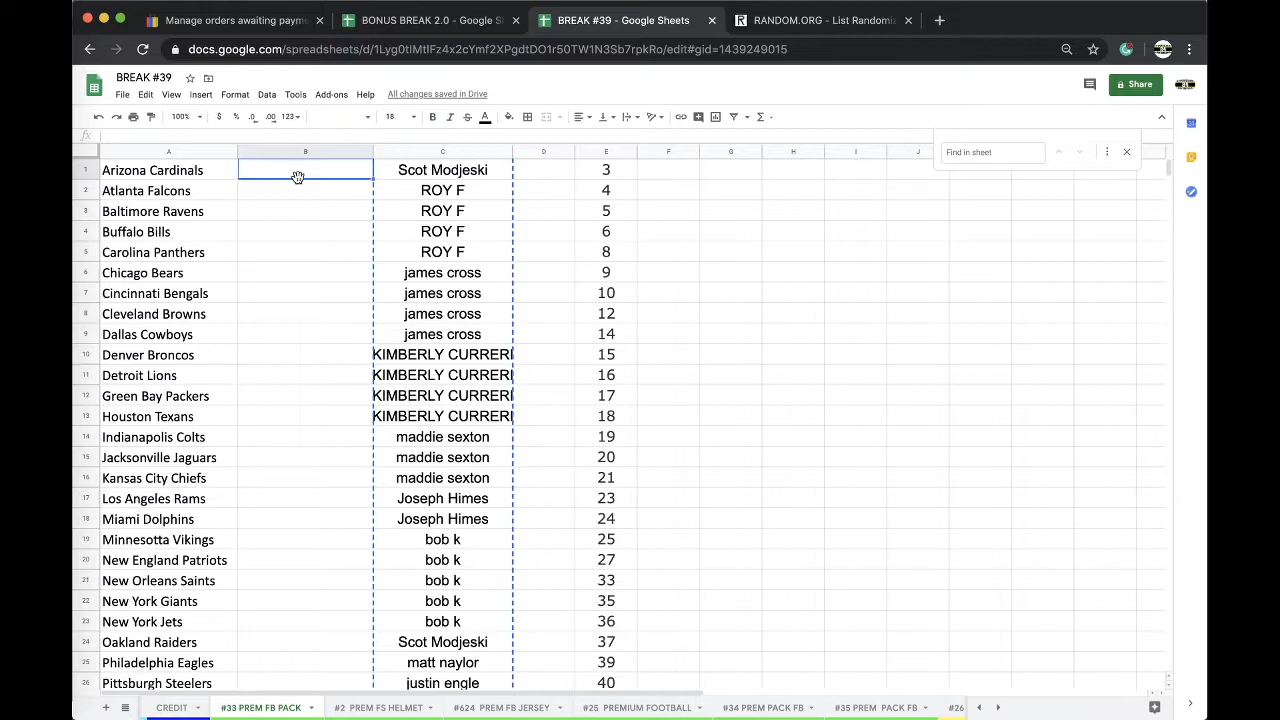 Manage orders awaiting payme
BONUS BREAK 2.0 - Google S
BREAK #39 - Google Sheets
RANDOM.ORG - List Randomiz
docs.google.com/spreadsheets/d/1Lyg0tIMtIFz4x2cYmf2XPgdtDO1r50TW1N3Sb7rpkRo/edit#gid=1439249015
BREAK #39
File Edit View Insert Format Data Tools Add-ons Help All changes saved in Drive
Share
100% $ % .0 .00 123 18 B I S A
fx
Find in sheet
A B C D E F G H I J
1 Arizona Cardinals Scot Modjeski 3
2 Atlanta Falcons ROY F 4
3 Baltimore Ravens ROY F 5
4 Buffalo Bills ROY F 6
5 Carolina Panthers ROY F 8
6 Chicago Bears james cross 9
7 Cincinnati Bengals james cross 10
8 Cleveland Browns james cross 12
9 Dallas Cowboys james cross 14
10 Denver Broncos KIMBERLY CURRERI 15
11 Detroit Lions KIMBERLY CURRERI 16
12 Green Bay Packers KIMBERLY CURRERI 17
13 Houston Texans KIMBERLY CURRERI 18
14 Indianapolis Colts maddie sexton 19
15 Jacksonville Jaguars maddie sexton 20
16 Kansas City Chiefs maddie sexton 21
17 Los Angeles Rams Joseph Himes 23
18 Miami Dolphins Joseph Himes 24
19 Minnesotta Vikings bob k 25
20 New England Patriots bob k 27
21 New Orleans Saints bob k 33
22 New York Giants bob k 35
23 New York Jets bob k 36
24 Oakland Raiders Scot Modjeski 37
25 Philadelphia Eagles matt naylor 39
26 Pittsburgh Steelers justin engle 40
CREDIT #33 PREM FB PACK #2 PREM FS HELMET #624 PREM FB JERSEY #25 PREMIUM FOOTBALL #34 PREM PACK FB #35 PREM PACK FB #26